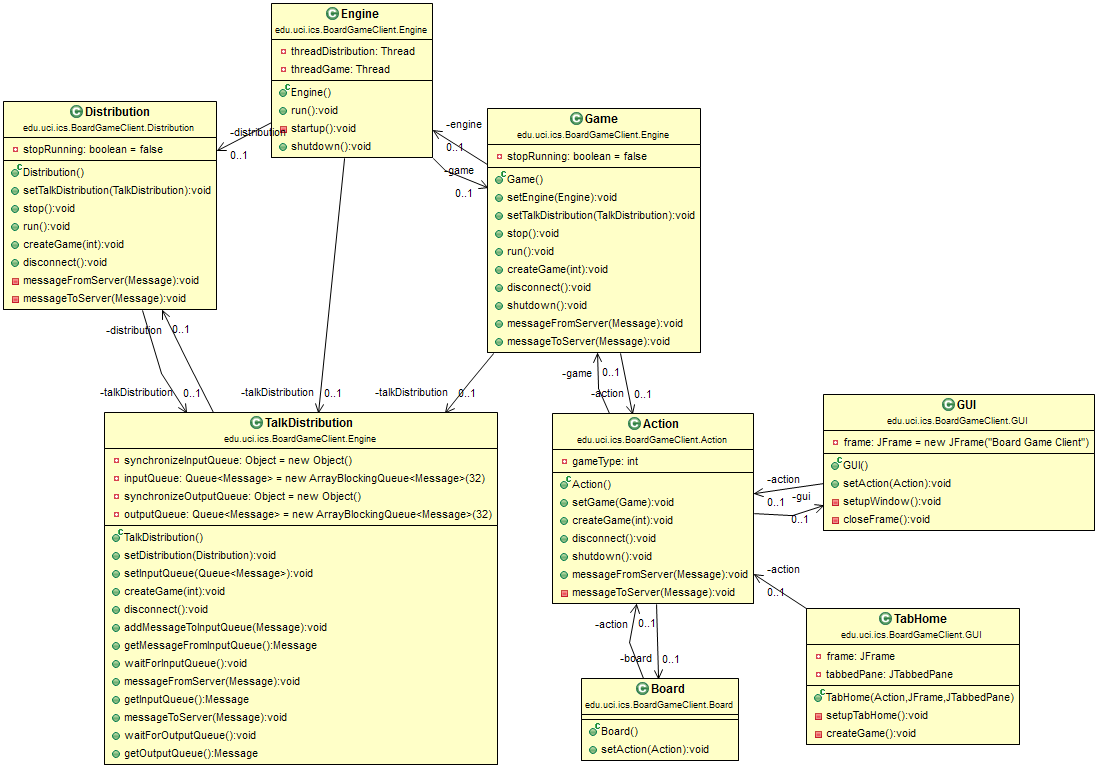 Engine
edu.uci.ics.BoardGameClient.Engine
threadDistribution: Thread
threadGame: Thread
Engine()
run():void
startup():void
shutdown():void
Distribution
edu.uci.ics.BoardGameClient.Distribution
stopRunning: boolean = false
Distribution()
setTalkDistribution(TalkDistribution):void
stop():void
run():void
createGame(int):void
disconnect():void
messageFromServer(Message):void
messageToServer(Message):void
-distribution
0..1
-engine
0..1
-game
0..1
Game
edu.uci.ics.BoardGameClient.Engine
stopRunning: boolean = false
Game()
setEngine(Engine):void
setTalkDistribution(TalkDistribution):void
stop():void
run():void
createGame(int):void
disconnect():void
shutdown():void
messageFromServer(Message):void
messageToServer(Message):void
-distribution
0..1
-talkDistribution
0..1
-talkDistribution
0..1
-talkDistribution
0..1
-game
0..1
-action
0..1
TalkDistribution
edu.uci.ics.BoardGameClient.Engine
synchronizeInputQueue: Object = new Object()
inputQueue: Queue<Message> = new ArrayBlockingQueue<Message>(32)
synchronizeOutputQueue: Object = new Object()
outputQueue: Queue<Message> = new ArrayBlockingQueue<Message>(32)
TalkDistribution()
setDistribution(Distribution):void
setInputQueue(Queue<Message>):void
createGame(int):void
disconnect():void
addMessageToInputQueue(Message):void
getMessageFromInputQueue():Message
waitForInputQueue():void
messageFromServer(Message):void
getInputQueue():Message
messageToServer(Message):void
waitForOutputQueue():void
getOutputQueue():Message
Action
edu.uci.ics.BoardGameClient.Action
gameType: int
Action()
setGame(Game):void
createGame(int):void
disconnect():void
shutdown():void
messageFromServer(Message):void
messageToServer(Message):void
GUI
edu.uci.ics.BoardGameClient.GUI
frame: JFrame = new JFrame("Board Game Client")
GUI()
setAction(Action):void
setupWindow():void
closeFrame():void
-action
0..1
-gui
0..1
-action
0..1
TabHome
edu.uci.ics.BoardGameClient.GUI
frame: JFrame
tabbedPane: JTabbedPane
TabHome(Action,JFrame,JTabbedPane)
setupTabHome():void
createGame():void
-action
0..1
-board
0..1
Board
edu.uci.ics.BoardGameClient.Board
Board()
setAction(Action):void